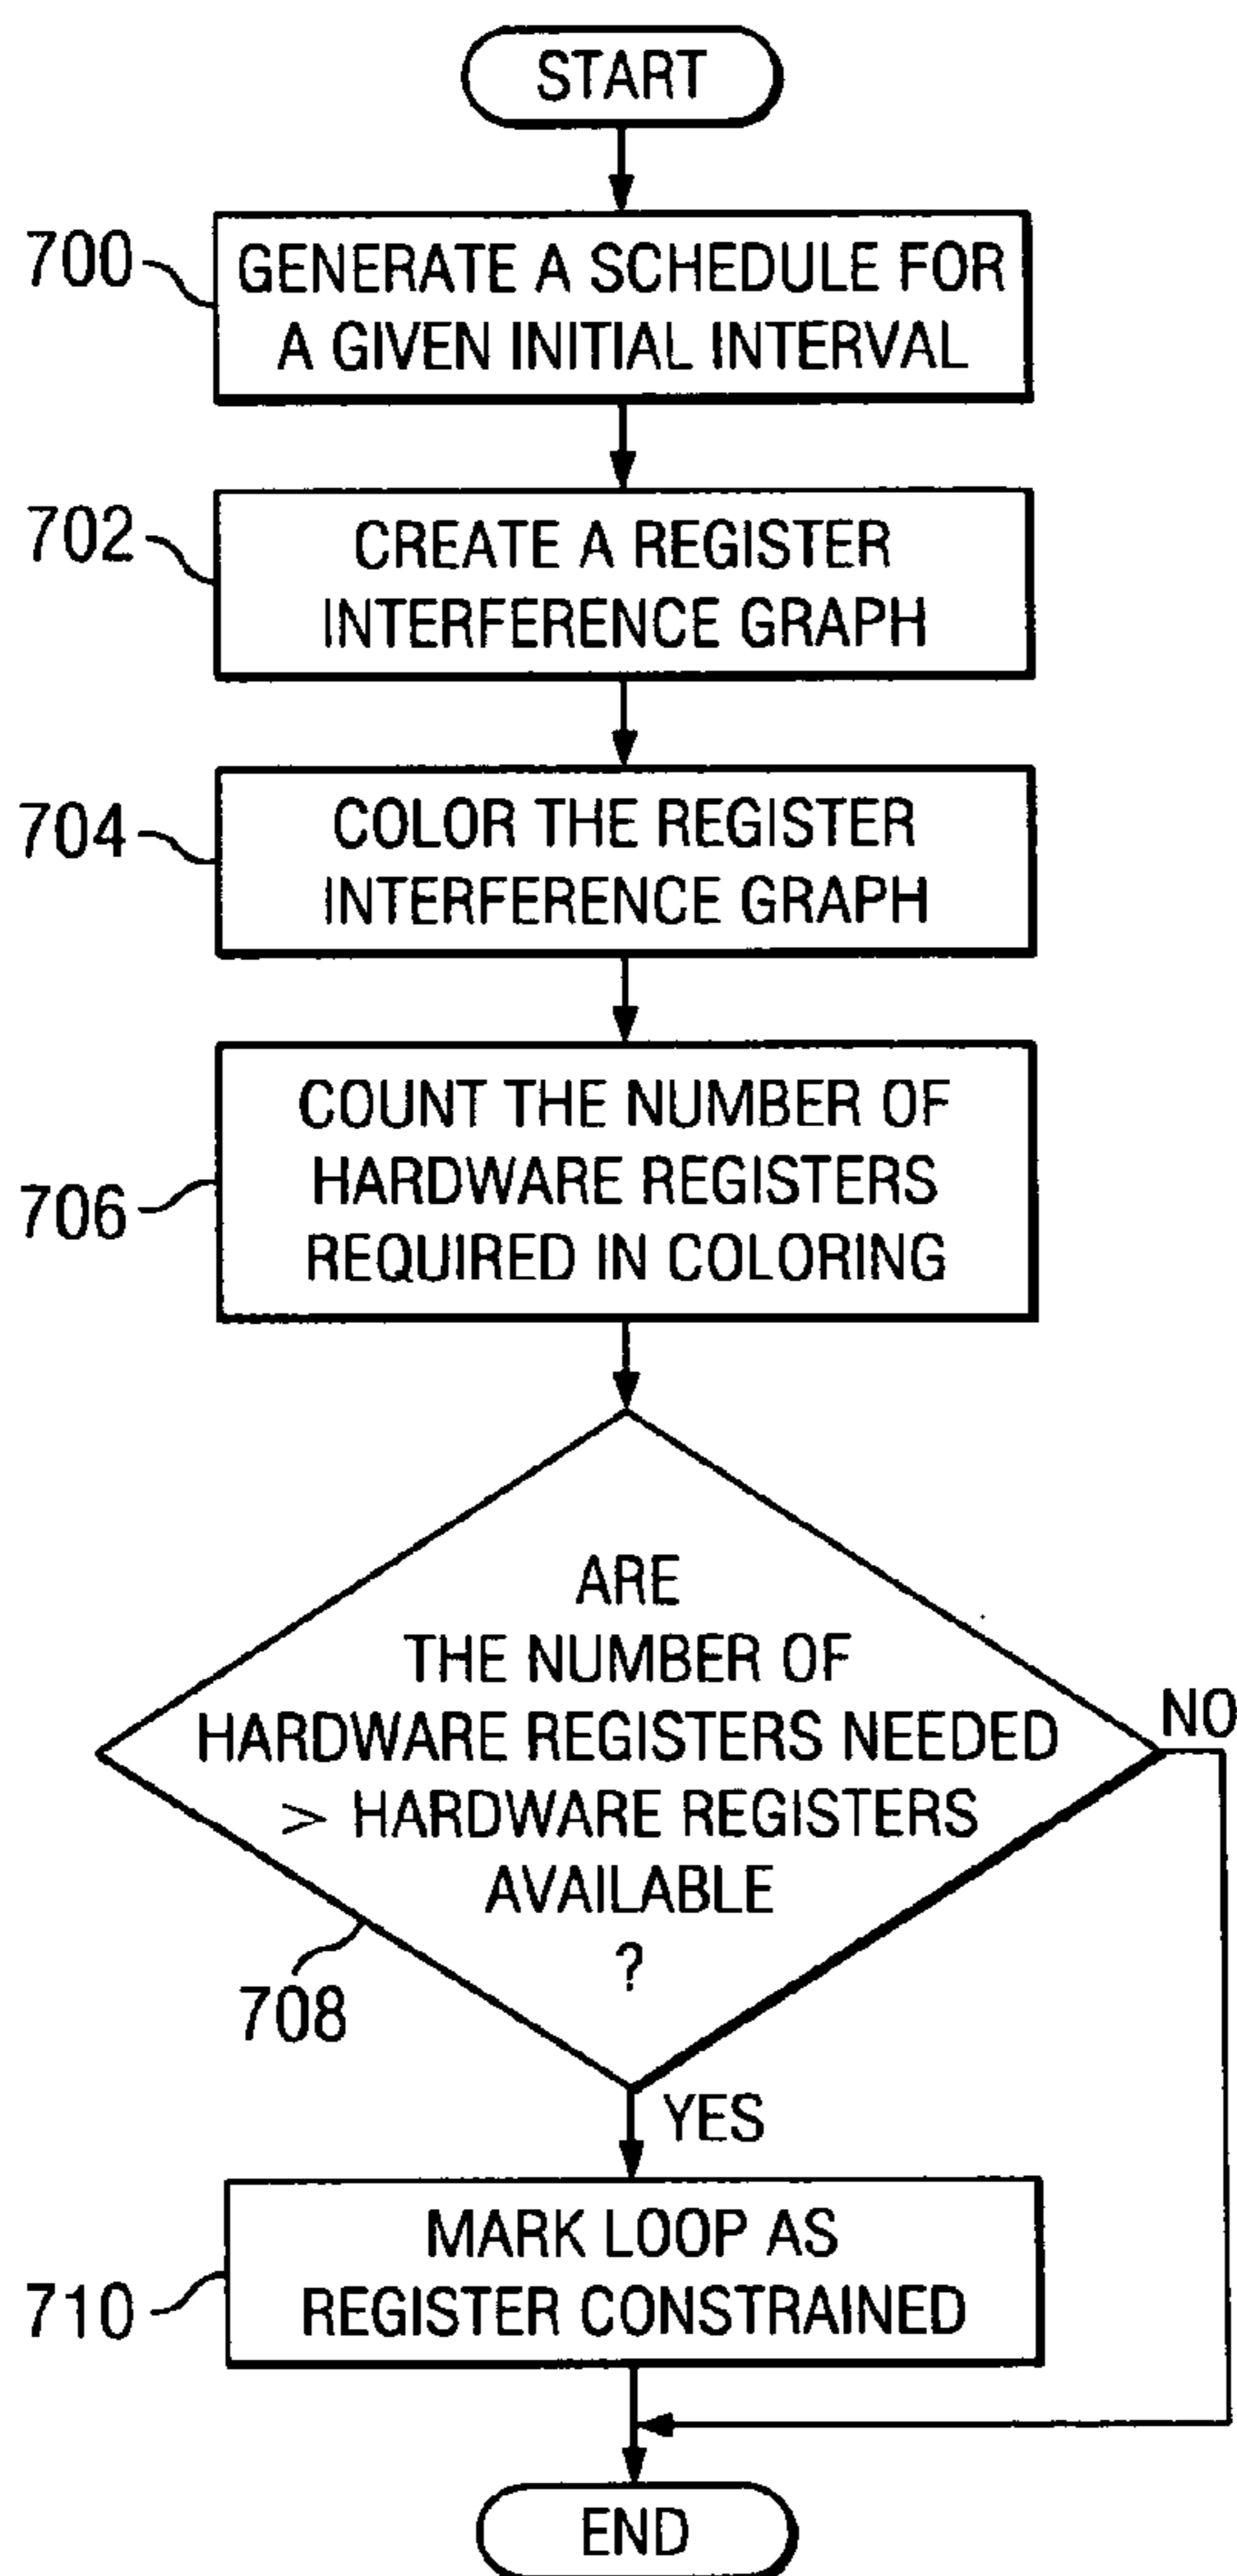 START
700
GENERATE A SCHEDULE FOR
A GIVEN INITIAL INTERVAL
702
CREATE A REGISTER
INTERFERENCE GRAPH
704
COLOR THE REGISTER
INTERFERENCE GRAPH
706
COUNT THE NUMBER OF
HARDWARE REGISTERS
REQUIRED IN COLORING
ARE
THE NUMBER OF
HARDWARE REGISTERS NEEDED
> HARDWARE REGISTERS
AVAILABLE
?
NO
708
YES
710
MARK LOOP AS
REGISTER CONSTRAINED
END